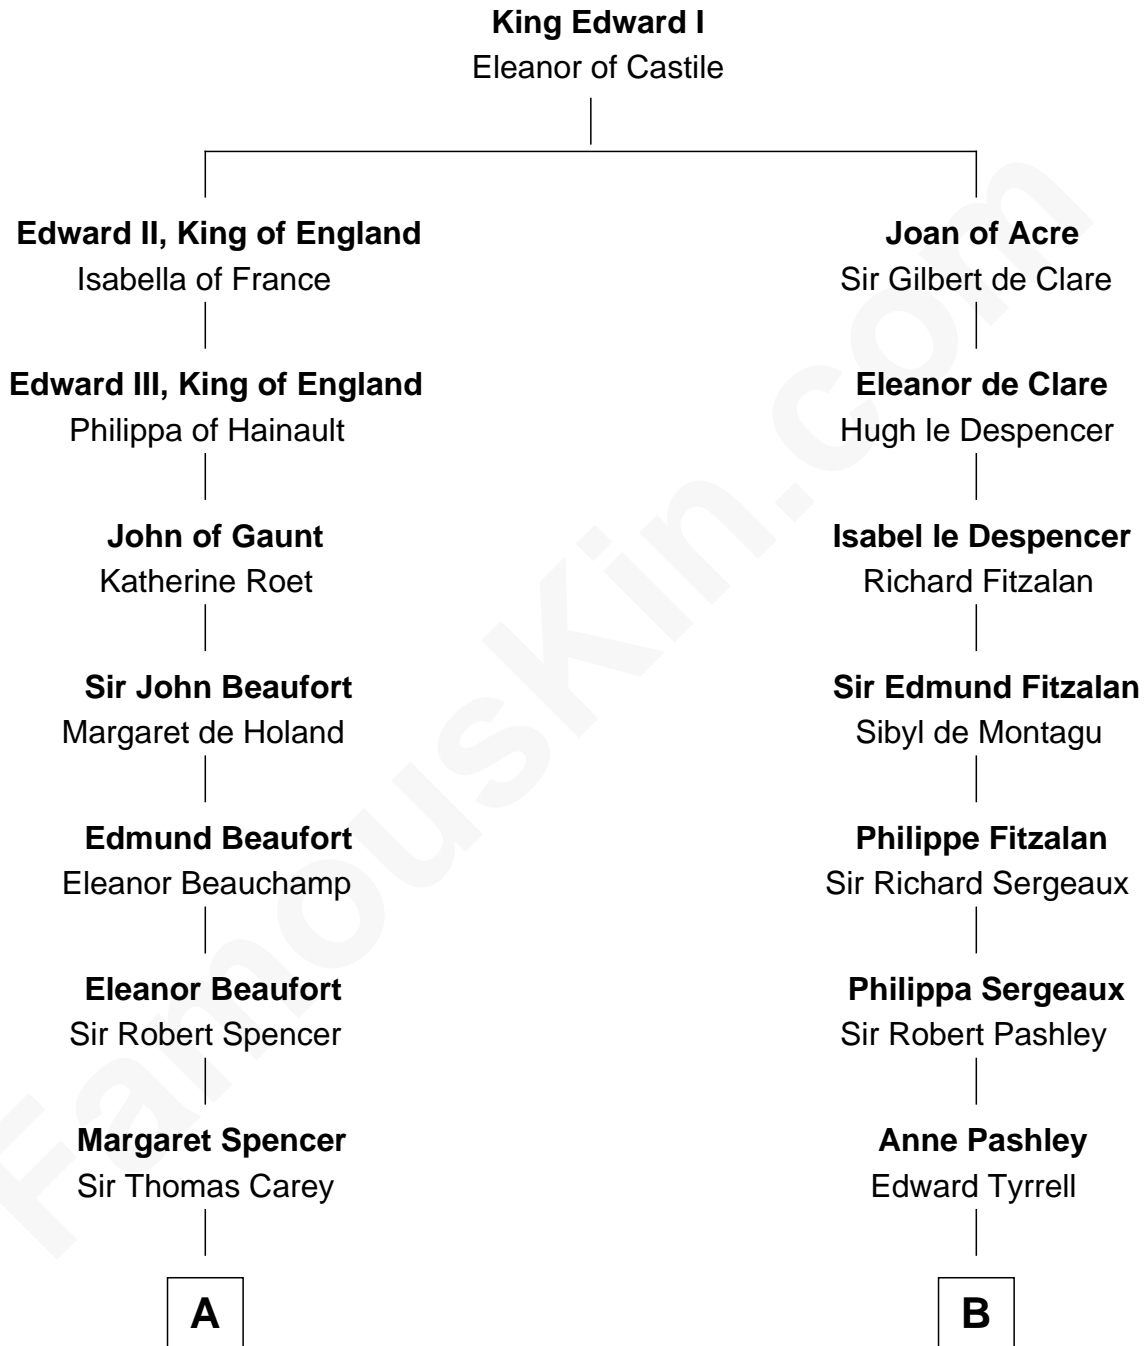 King Edward I
Eleanor of Castile
Edward II, King of England
Isabella of France
Edward III, King of England
Philippa of Hainault
John of Gaunt
Katherine Roet
Sir John Beaufort
Margaret de Holand
Edmund Beaufort
Eleanor Beauchamp
Eleanor Beaufort
Sir Robert Spencer
Margaret Spencer
Sir Thomas Carey
A
Joan of Acre
Sir Gilbert de Clare
Eleanor de Clare
Hugh le Despencer
Isabel le Despencer
Richard Fitzalan
Sir Edmund Fitzalan
Sibyl de Montagu
Philippe Fitzalan
Sir Richard Sergeaux
Philippa Sergeaux
Sir Robert Pashley
Anne Pashley
Edward Tyrrell
B
FamousKin.com